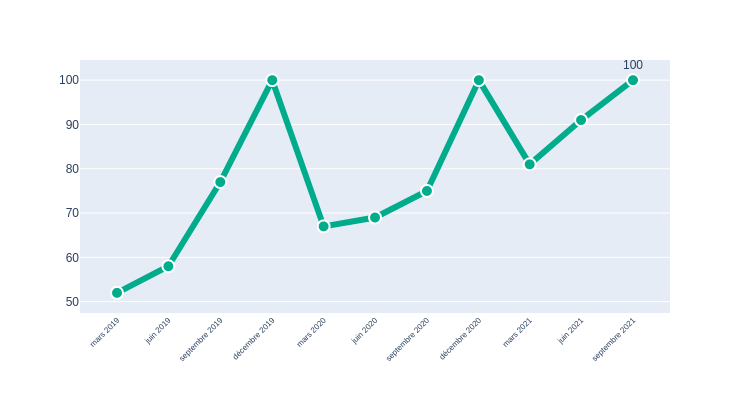 100
100
90
80
70
60
50
mars 2019
juin 2019
septembre 2019
décembre 2019
mars 2020
juin 2020
septembre 2020
décembre 2020
mars 2021
juin 2021
septembre 2021